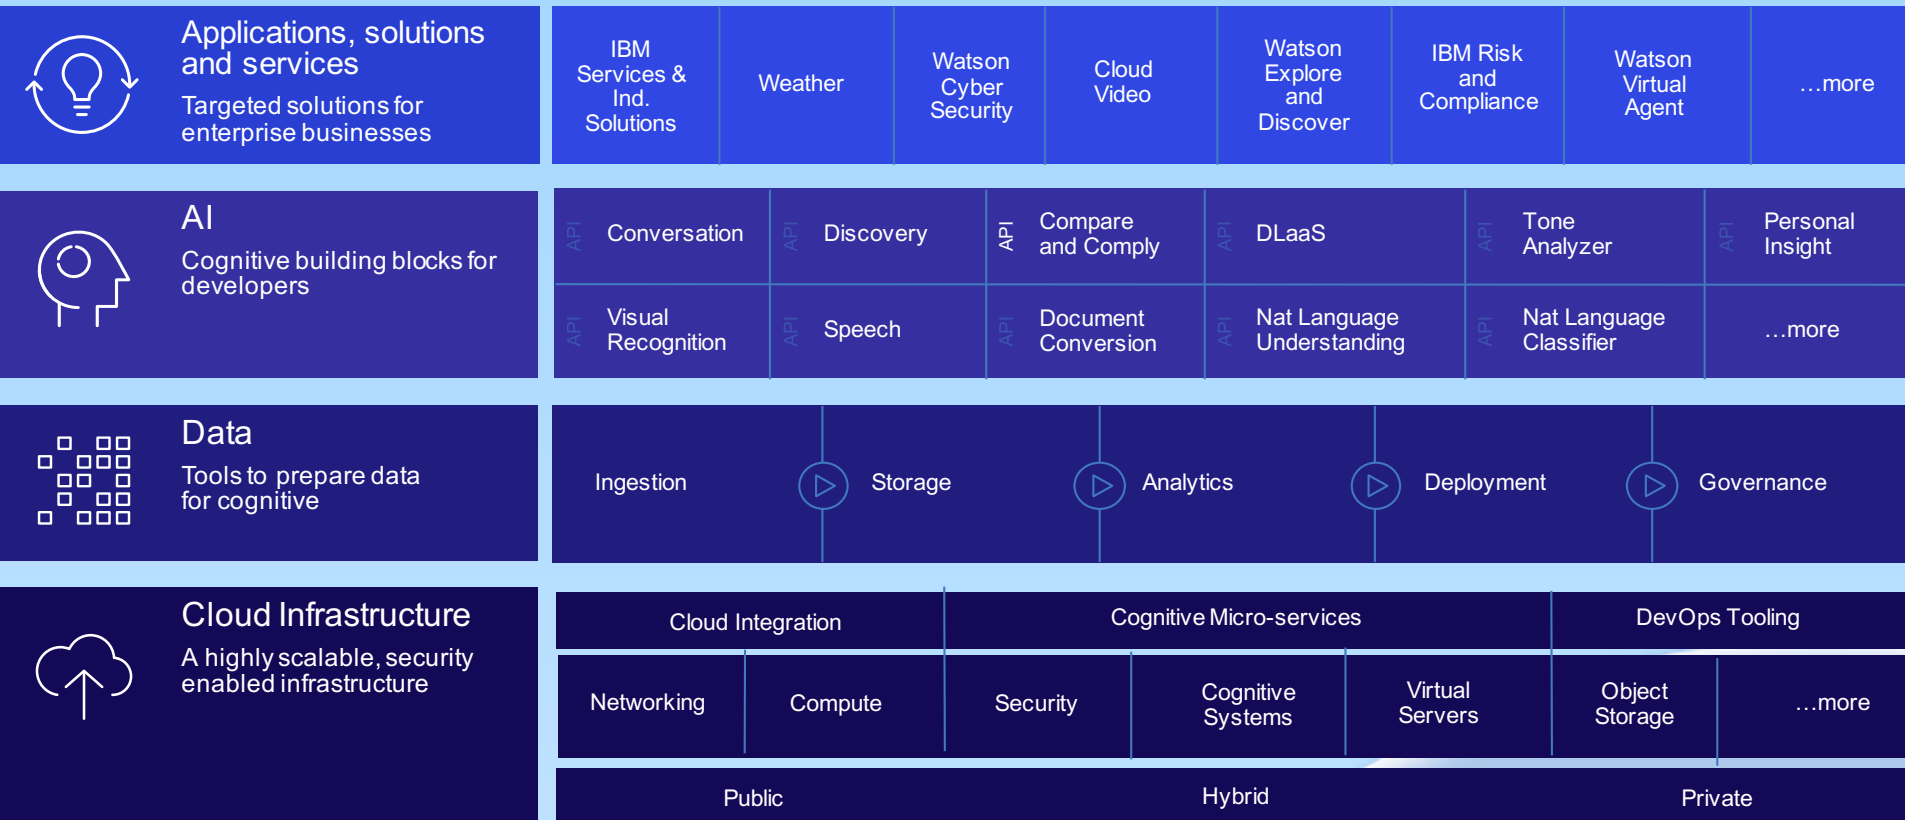 Applications, solutions
and services
Targeted solutions for
enterprise businesses
IBM
Services &
Ind.
Solutions
Weather
Watson
Cyber
Security
Cloud
Video
Watson
Explore
and
Discover
IBM Risk
and
Compliance
Watson
Virtual
Agent
…more
AI
Cognitive building blocks for
developers
API
Conversation
API
Discovery
API
Compare
and Comply
API
DLaaS
API
Tone
Analyzer
API
Personal
Insight
API
Visual
Recognition
API
Speech
API
Document
Conversion
API
Nat Language
Understanding
API
Nat Language
Classifier
…more
Data
Tools to prepare data
for cognitive
Ingestion
Storage
Analytics
Deployment
Governance
Cloud Infrastructure
A highly scalable, security
enabled infrastructure
Cloud Integration
Cognitive Micro-services
DevOps Tooling
Networking
Compute
Security
Cognitive
Systems
Virtual
Servers
Object
Storage
…more
Public
Hybrid
Private